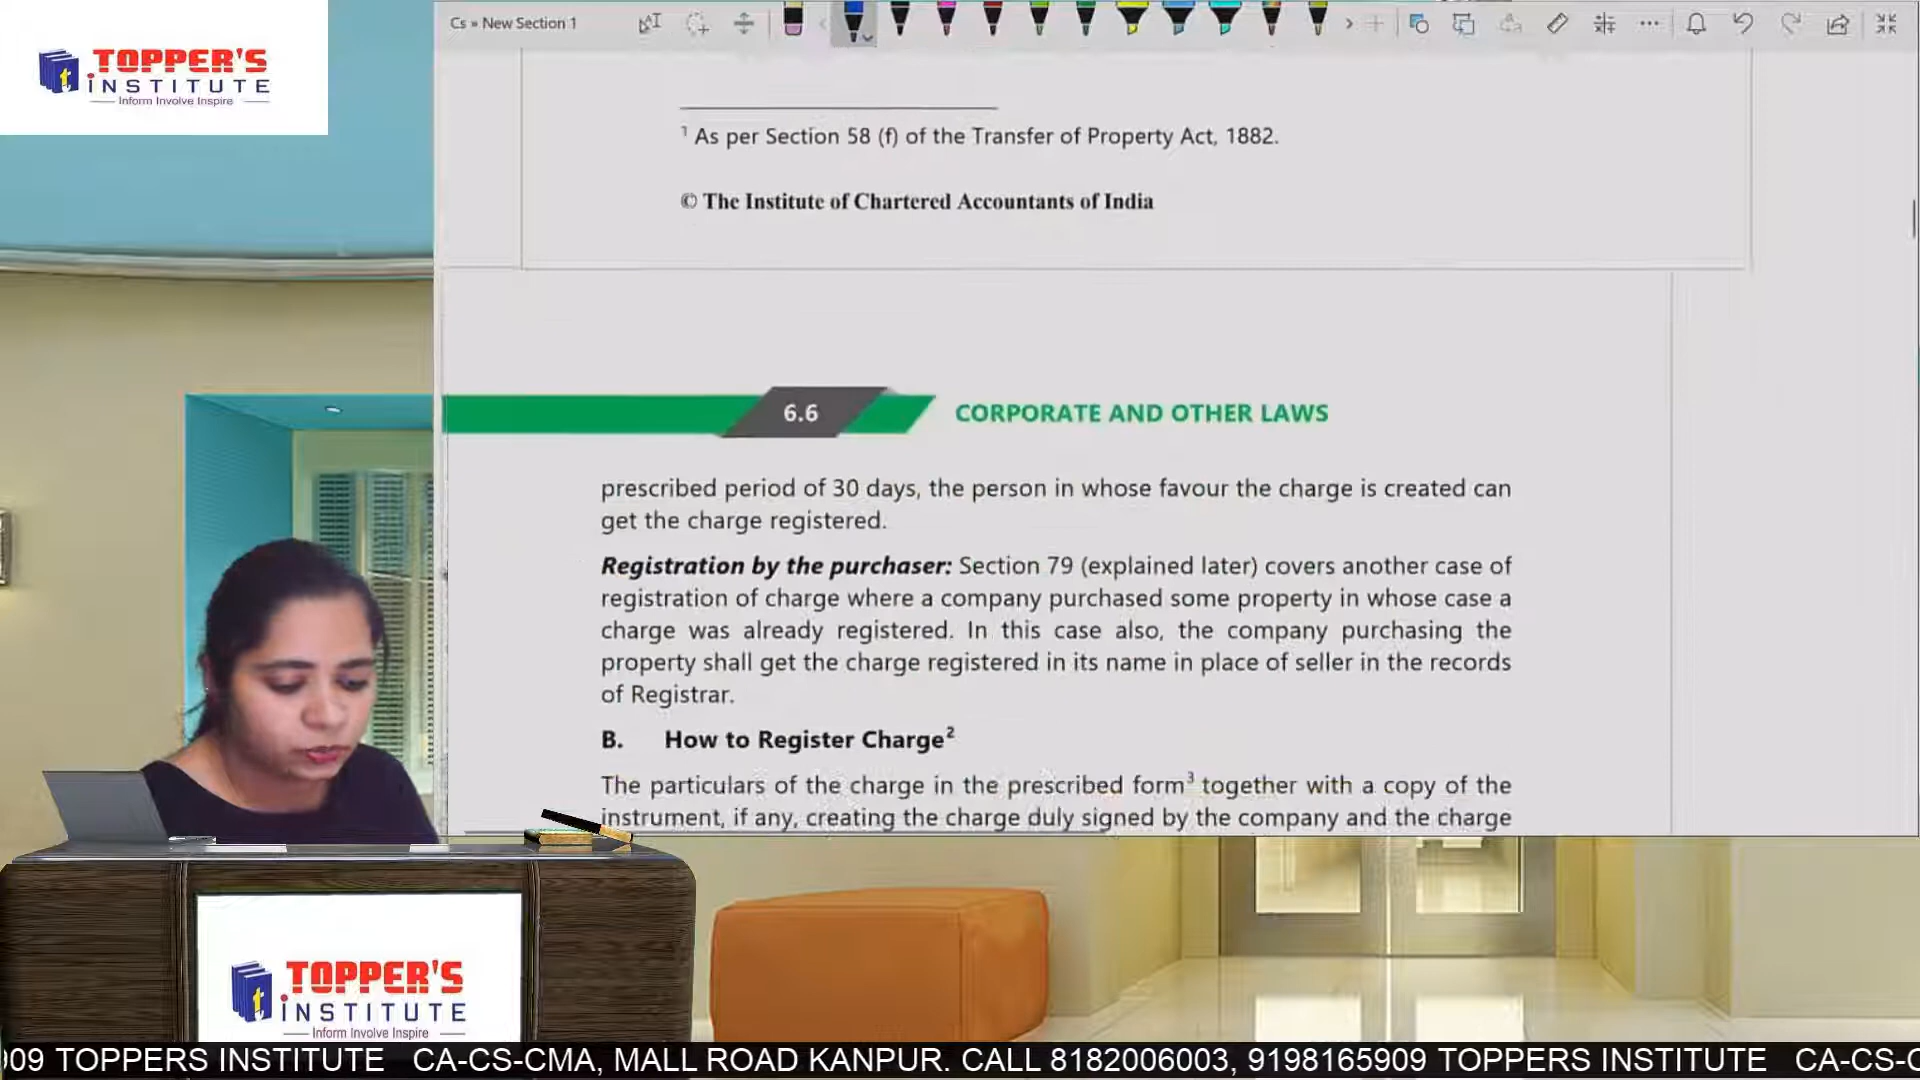 TOPPER'S
INSTITUTE
Inform Involve Inspire
Cs » New Section 1
1 As per Section 58 (f) of the Transfer of Property Act, 1882.
© The Institute of Chartered Accountants of India
6.6
CORPORATE AND OTHER LAWS
prescribed period of 30 days, the person in whose favour the charge is created can
get the charge registered.
Registration by the purchaser: Section 79 (explained later) covers another case of
registration of charge where a company purchased some property in whose case a
charge was already registered. In this case also, the company purchasing the
property shall get the charge registered in its name in place of seller in the records
of Registrar.
B. How to Register Charge2
The particulars of the charge in the prescribed form3 together with a copy of the
instrument, if any, creating the charge duly signed by the company and the charge
t
TOPPER'S
INSTITUTE
Inform Involve Inspire
909 TOPPERS INSTITUTE CA-CS-CMA, MALL ROAD KANPUR. CALL 8182006003, 9198165909 TOPPERS INSTITUTE CA-CS-C